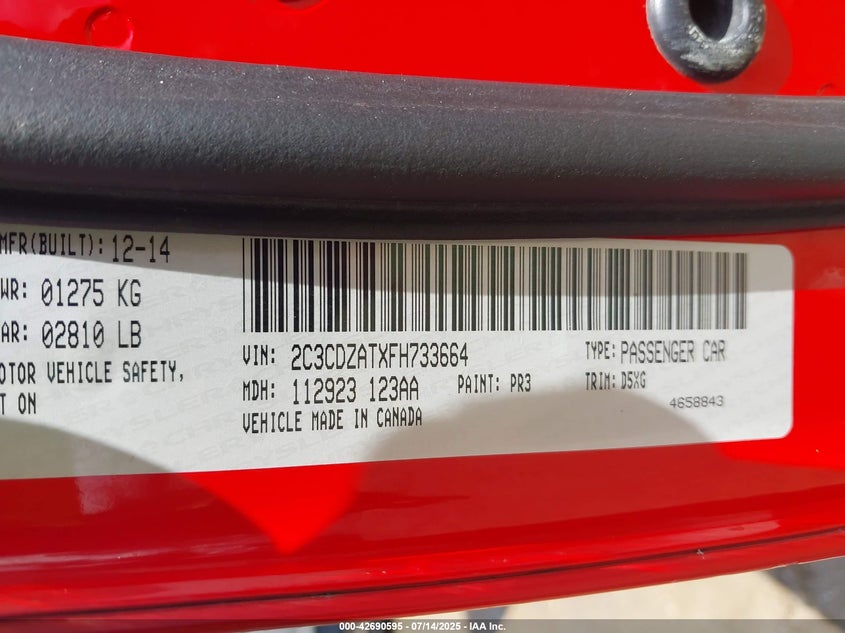 MFR(BUILT): 12-14
WR: 01275 KG
AR: 02810 LB
OTOR VEHICLE SAFETY,
T ON
VIN: 2C3CDZATXFH733664
TYPE: PASSENGER CAR
MDH: 112923 123AA
PAINT: PR3
TRIM: D5XG
VEHICLE MADE IN CANADA
4658843
000-42690595 - 07/14/2025 - IAA Inc.